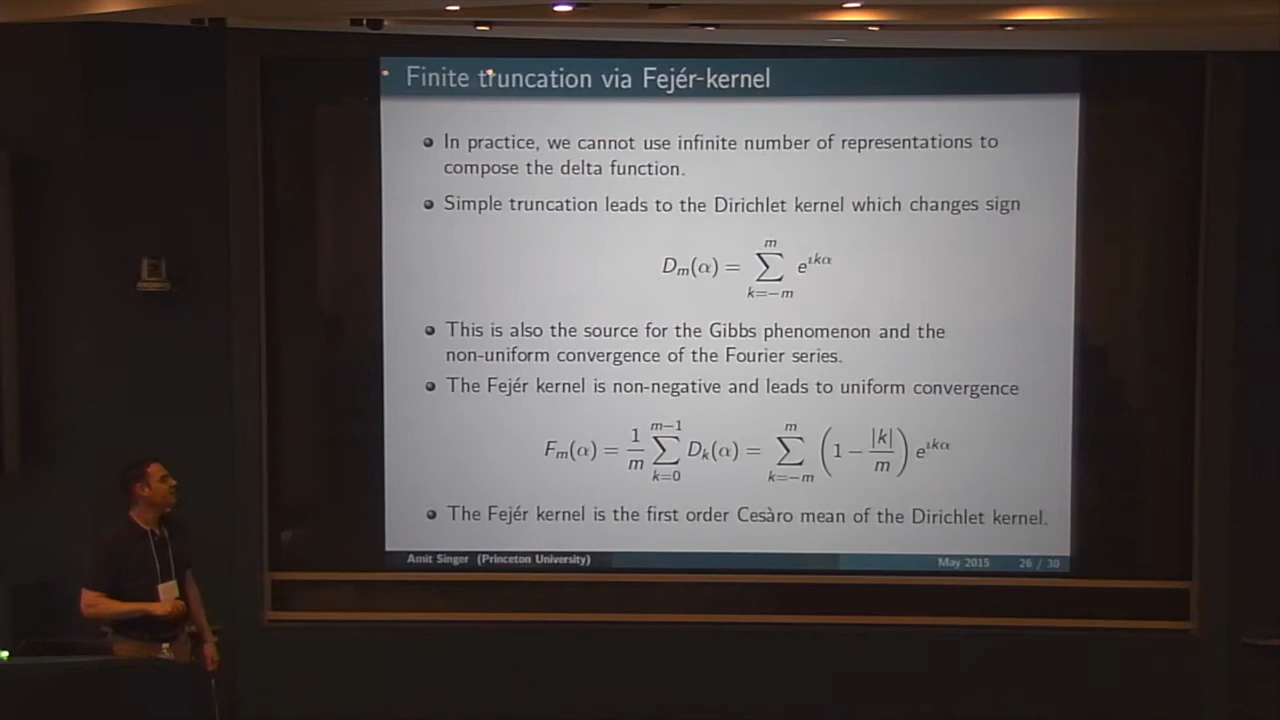 Finite truncation via Fejér-kernel
In practice, we cannot use infinite number of representations to
compose the delta function.
Simple truncation leads to the Dirichlet kernel which changes sign
D_m(α) = ∑_{k=−m}^{m} e^{ıkα}
This is also the source for the Gibbs phenomenon and the
non-uniform convergence of the Fourier series.
The Fejér kernel is non-negative and leads to uniform convergence
F_m(α) = \frac{1}{m} ∑_{k=0}^{m−1} D_k(α) = ∑_{k=−m}^{m} (1 − \frac{|k|}{m}) e^{ıkα}
The Fejér kernel is the first order Cesàro mean of the Dirichlet kernel.
Amit Singer (Princeton University) May 2015 26 / 30